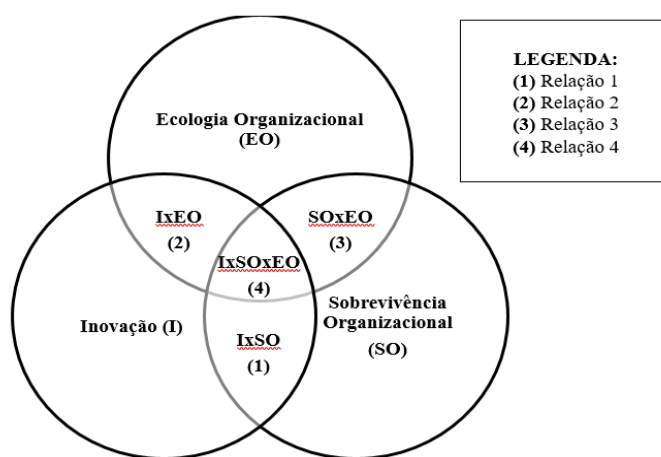 Ecologia Organizacional
(EO)
LEGENDA:
(1) Relação 1
(2) Relação 2
(3) Relação 3
(4) Relação 4
IxEO
(2)
SOxEO
(3)
IxSOxEO
(4)
Inovação (I)
Sobrevivência
Organizacional
(SO)
IxSO
(1)